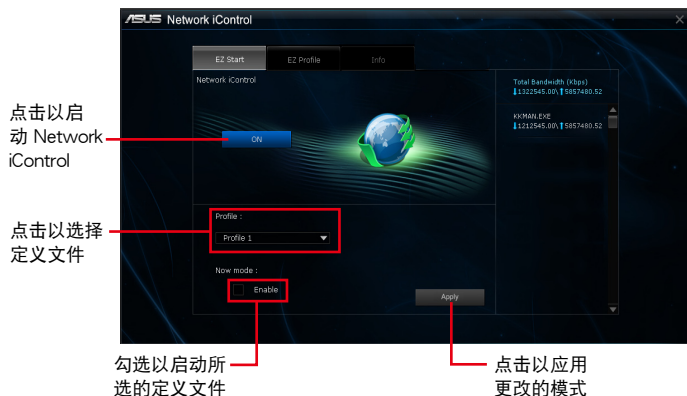 ASUS Network iControl
EZ Start
EZ Profile
Info
Network iControl
Total Bandwidth (Kbps)
1322545.00\ 5857480.52
KKMAN.EXE
1212545.00\ 5857480.52
点击以启
动 Network
iControl
ON
点击以选择
定义文件
Profile :
Profile 1
Now mode :
Enable
Apply
勾选以启动所
选的定义文件
点击以应用
更改的模式